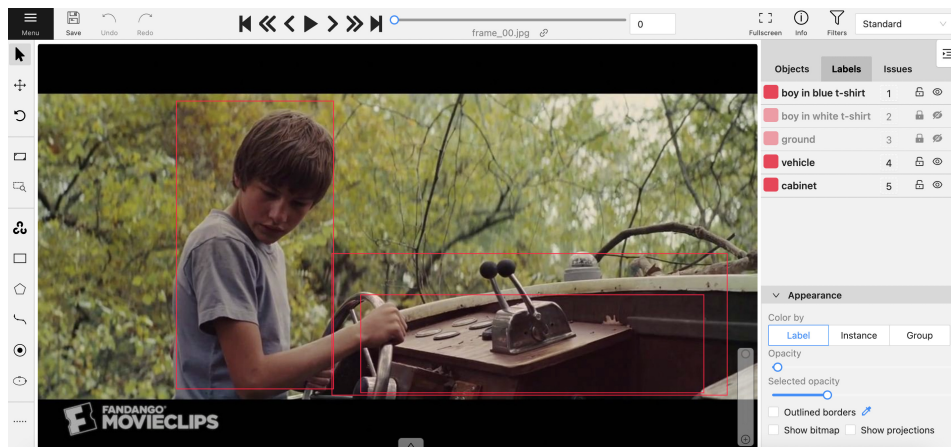 Menu
Save
Undo
Redo
frame_00.jpg
0
Fullscreen
Info
Filters
Standard
Objects
Labels
Issues
boy in blue t-shirt 1
boy in white t-shirt 2
ground 3
vehicle 4
cabinet 5
Appearance
Color by
Label
Instance
Group
Opacity
Selected opacity
Outlined borders
Show bitmap
Show projections
FANDANGO
MOVIECLIPS